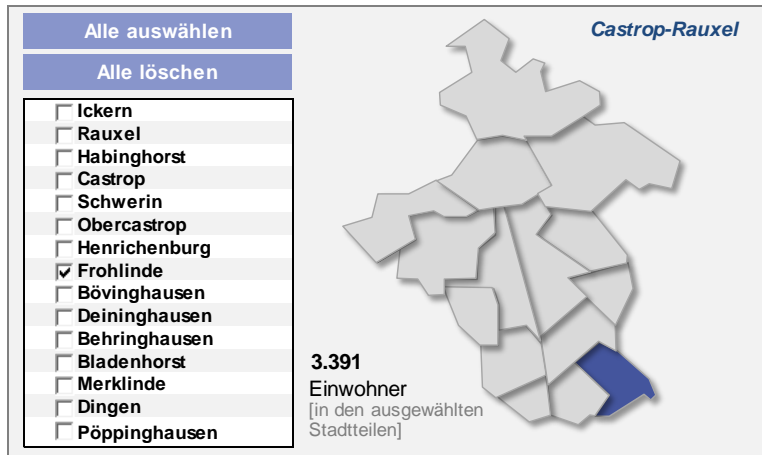 Alle auswählen
Alle löschen
Castrop-Rauxel
Ickern
Rauxel
Habinghorst
Castrop
Schwerin
Obercastrop
Henrichenburg
Frohlinde
Bövinghausen
Deininghausen
Behringhausen
Bladenhorst
Merklinde
Dingen
Pöppinghausen
3.391
Einwohner
[in den ausgewählten
Stadtteilen]